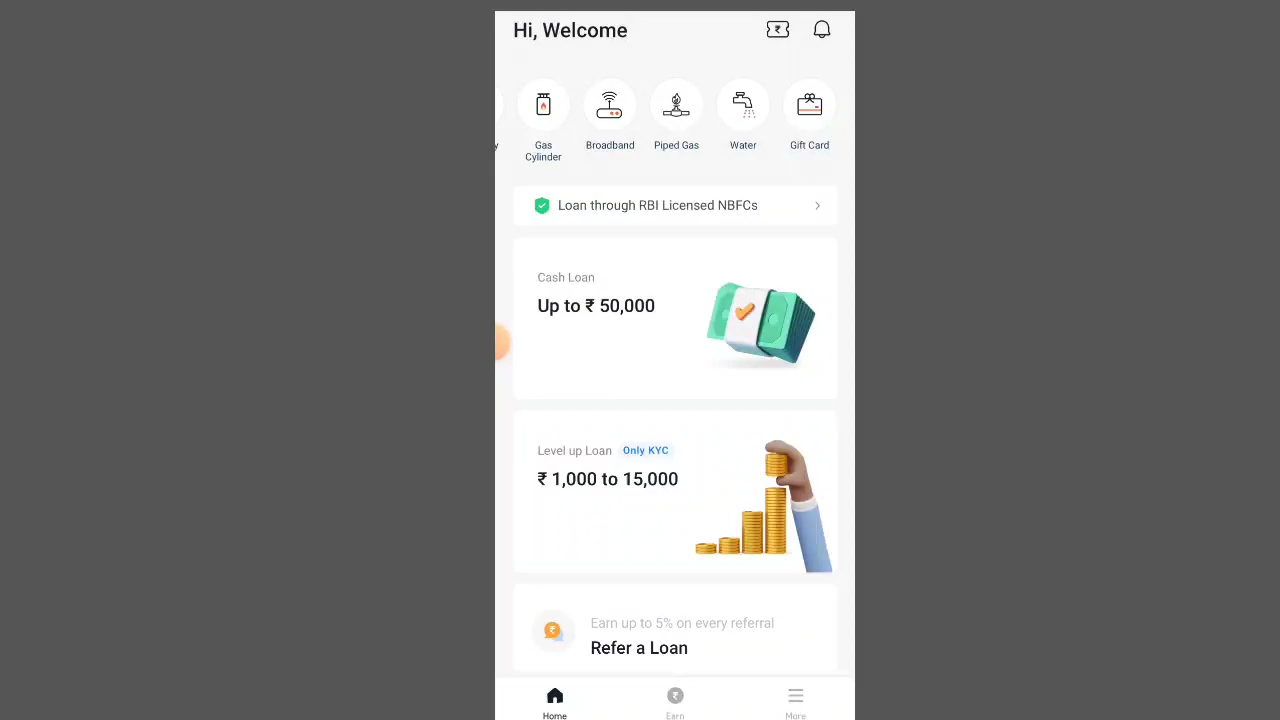 Hi, Welcome
Gas
Cylinder
Broadband
Piped Gas
Water
Gift Card
Loan through RBI Licensed NBFCs
Cash Loan
Up to ₹ 50,000
Level up Loan Only KYC
₹ 1,000 to 15,000
Earn up to 5% on every referral
Refer a Loan
Home
Earn
More